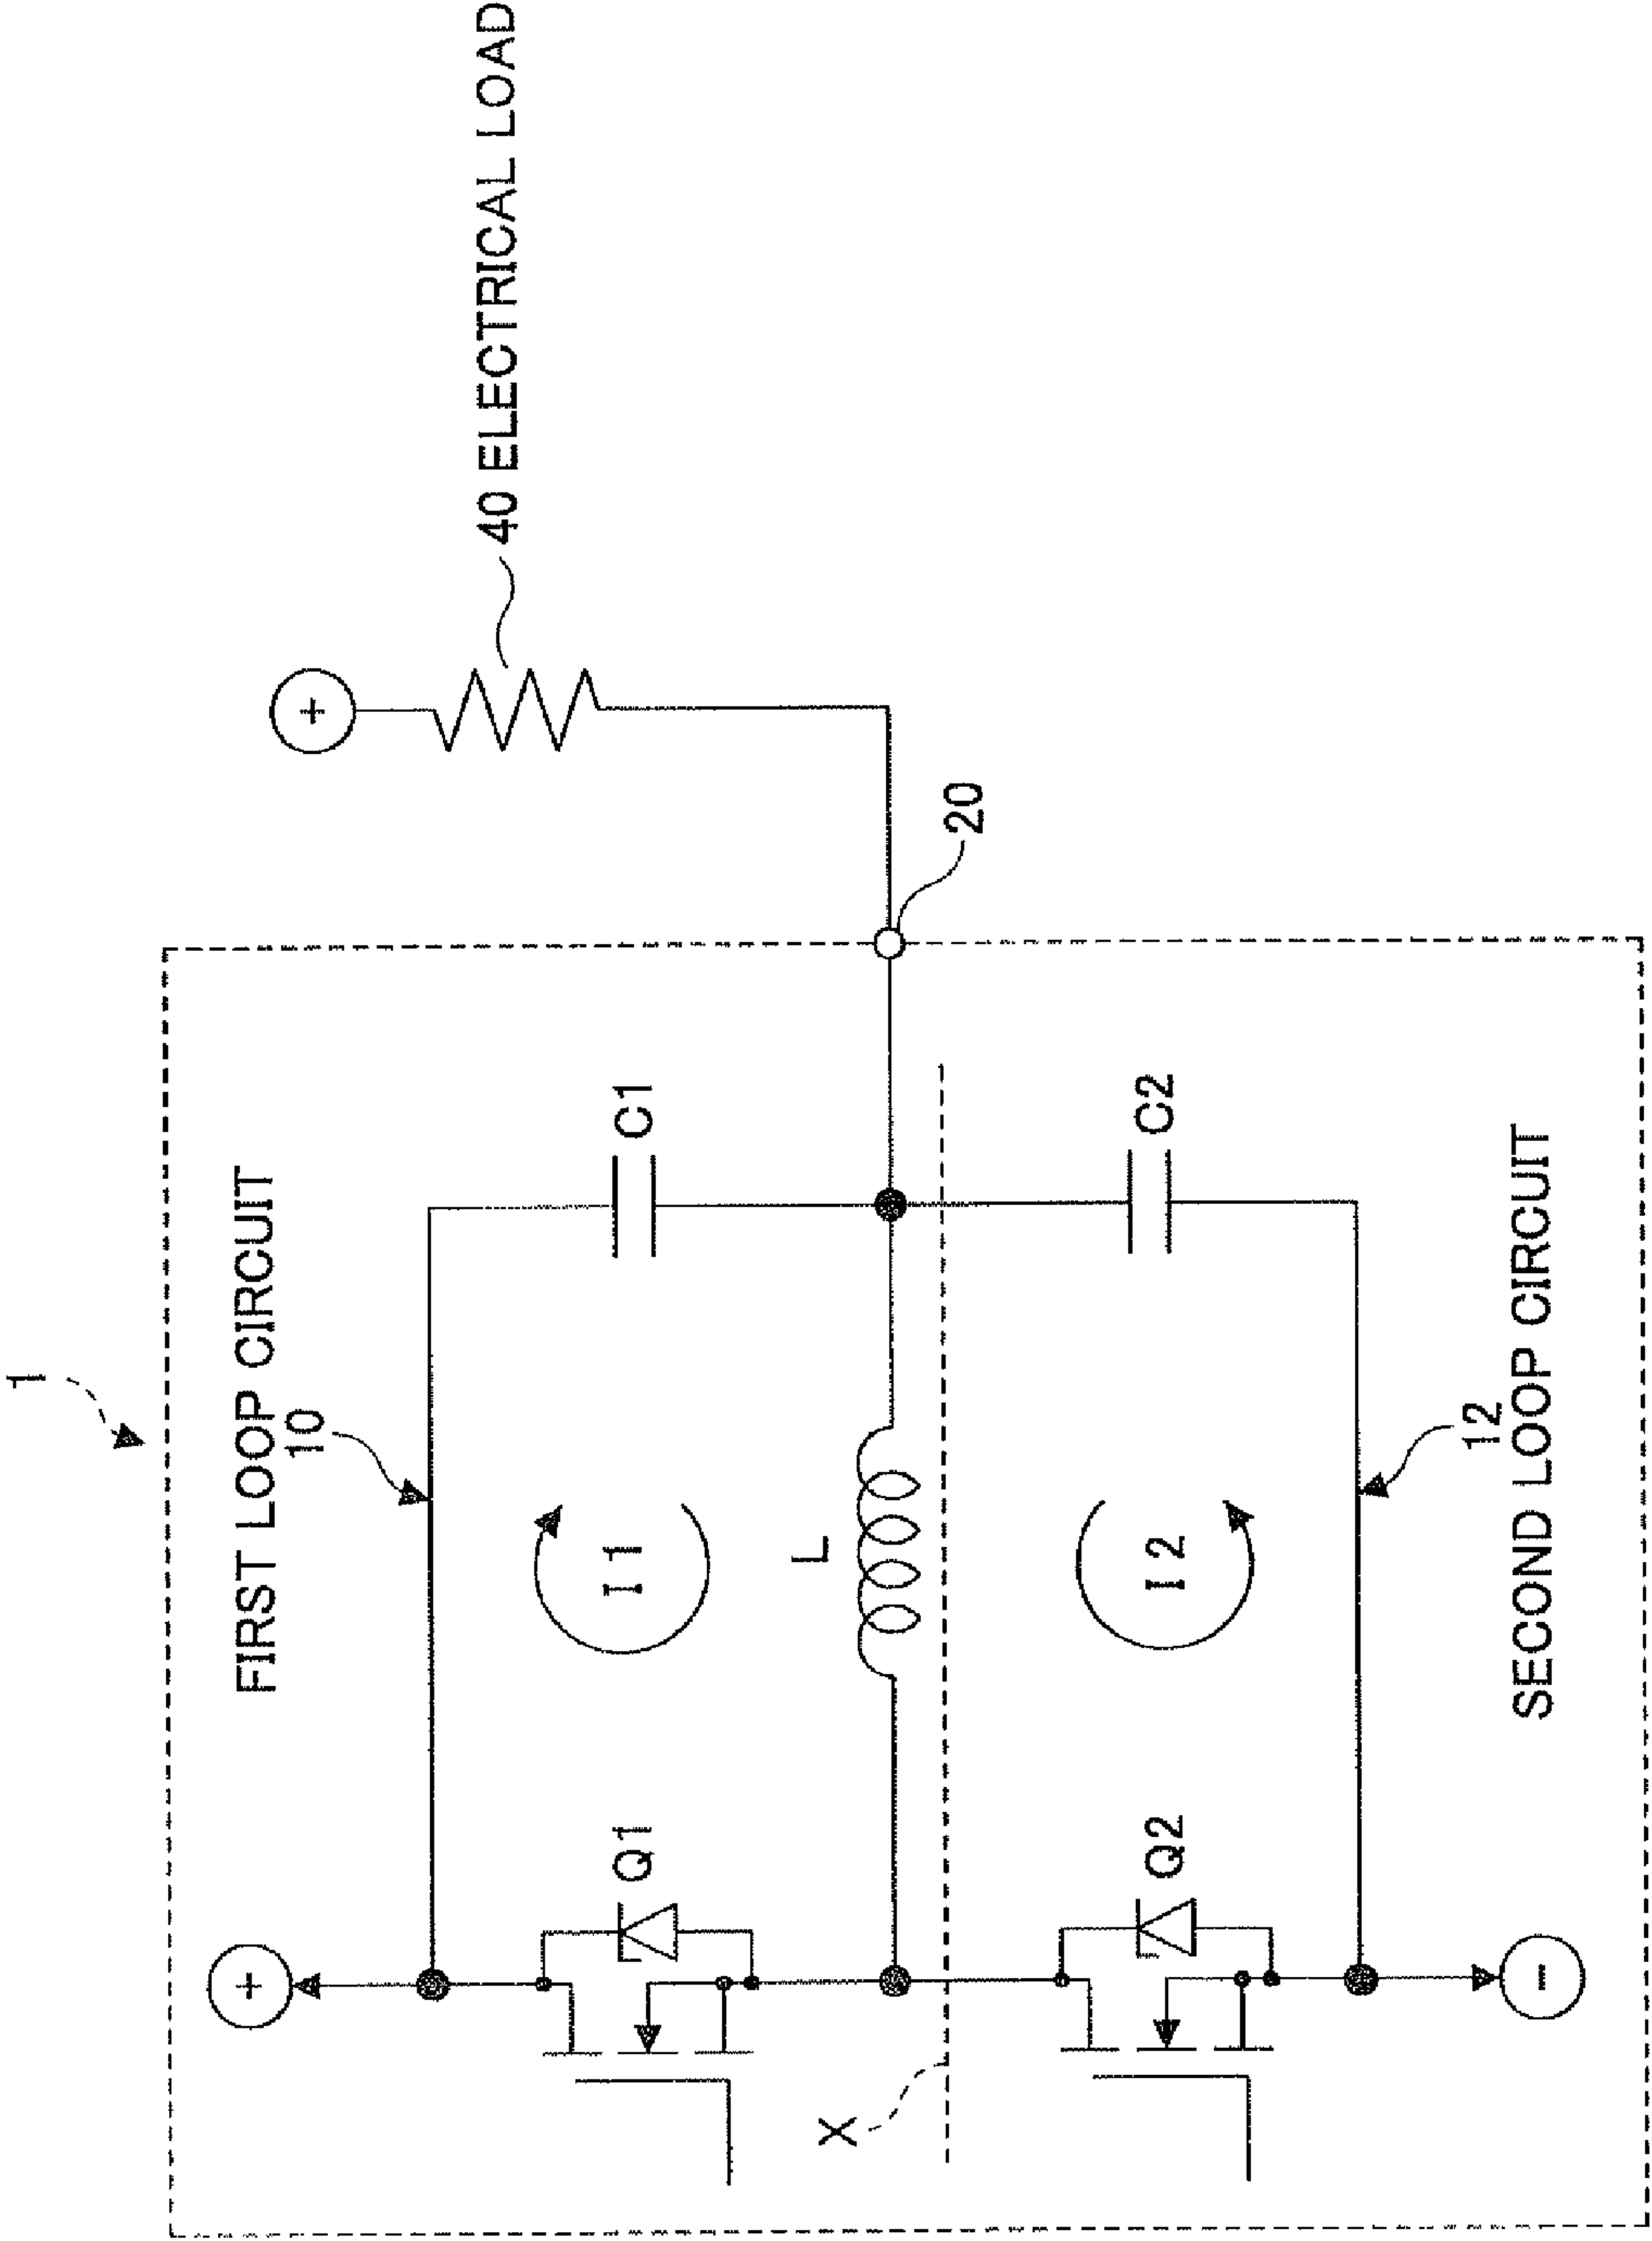 1
FIRST LOOP CIRCUIT
10
+
Q1
I1
C1
+
40 ELECTRICAL LOAD
L
20
X
Q2
I2
C2
12
SECOND LOOP CIRCUIT
-